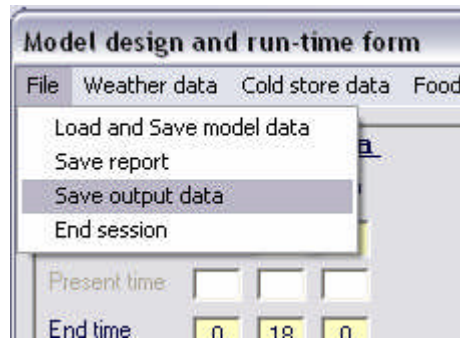 Model design and run-time form
File Weather data Cold store data Food
Load and Save model data
a
Save report
Save output data
End session
Present time
End time 0 18 0